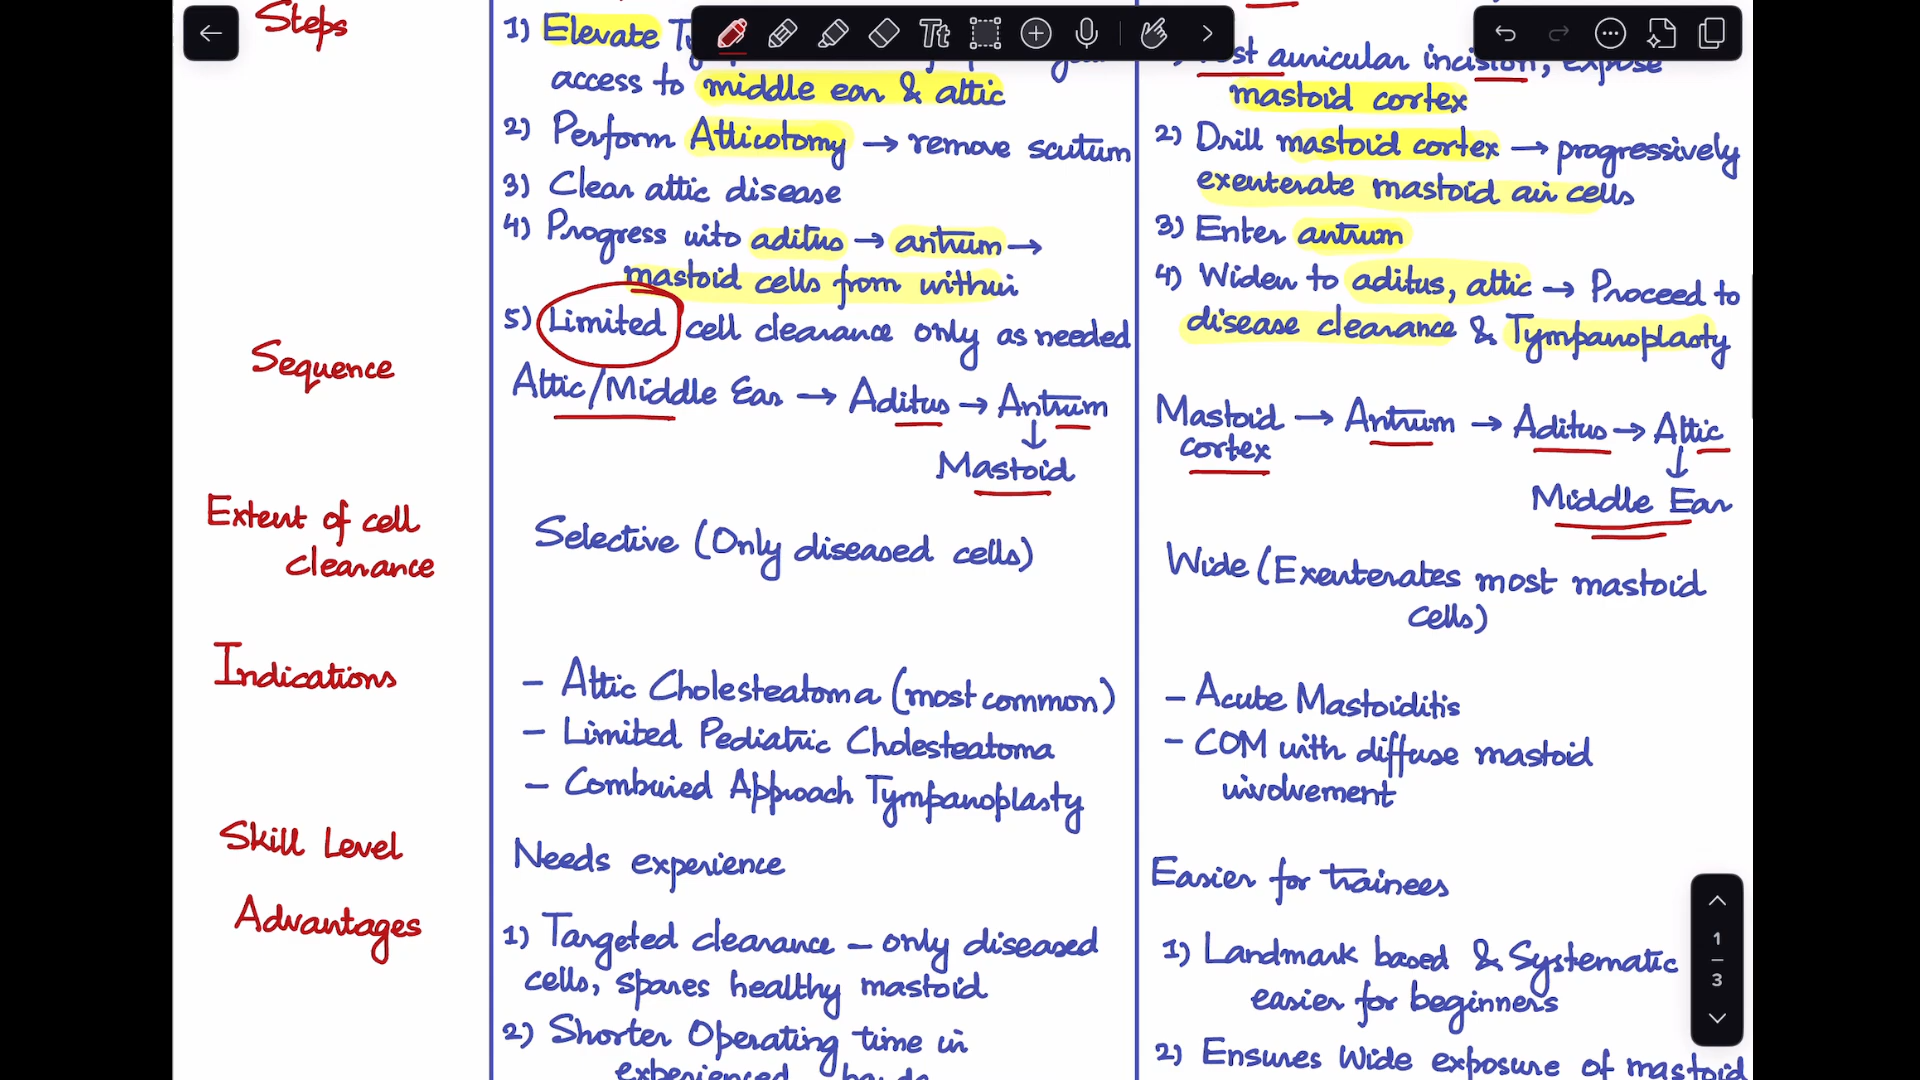 Steps
1) Elevate
access to middle ear & attic
2) Perform Atticotomy → remove scutum
3) Clear attic disease
4) Progress into aditus → antrum →
mastoid cells from within
5) Limited cell clearance only as needed
auricular incision, expose
mastoid cortex
2) Drill mastoid cortex → progressively
exenterate mastoid air cells
3) Enter antrum
4) Widen to aditus, attic → Proceed to
disease clearance & Tympanoplasty
Sequence
Attic/Middle Ear → Aditus → Antrum
↓
Mastoid
Mastoid → Antrum → Aditus → Attic
cortex
↓
Middle Ear
Extent of cell
clearance
Selective (Only diseased cells)
Wide (Exenterates most mastoid
cells)
Indications
- Attic Cholesteatoma (most common)
- Limited Pediatric Cholesteatoma
- Combined Approach Tympanoplasty
- Acute Mastoiditis
- COM with diffuse mastoid
involvement
Skill Level
Needs experience
Easier for trainees
Advantages
1) Targeted clearance - only diseased
cells, spares healthy mastoid
2) Shorter Operating time in
1) Landmark based & Systematic
easier for beginners
2) Ensures Wide exposure of mastoid
Tt
1
3